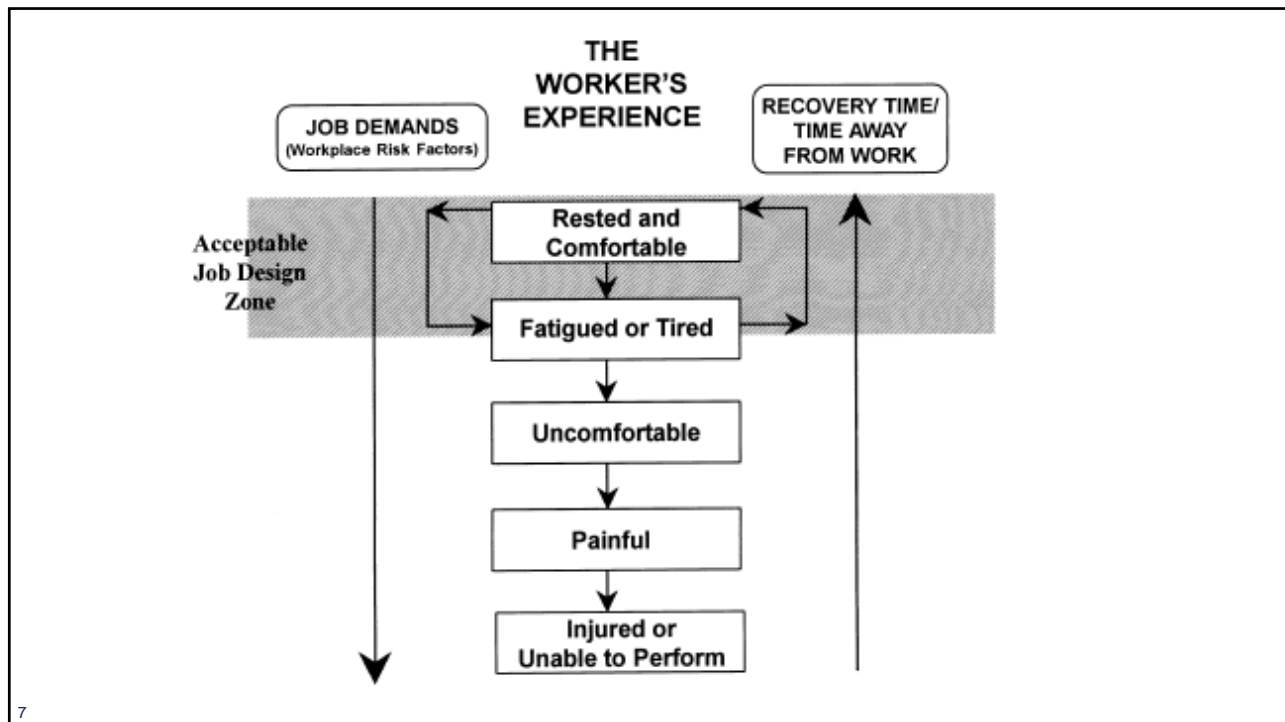 THE
WORKER'S
EXPERIENCE
JOB DEMANDS
(Workplace Risk Factors)
RECOVERY TIME/
TIME AWAY
FROM WORK
Acceptable
Job Design
Zone
Rested and
Comfortable
Fatigued or Tired
Uncomfortable
Painful
Injured or
Unable to Perform
7